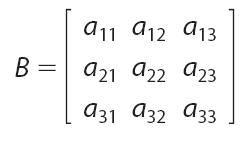 a₁₁ a₁₂ a₁₃
B = a₂₁ a₂₂ a₂₃
a₃₁ a₃₂ a₃₃